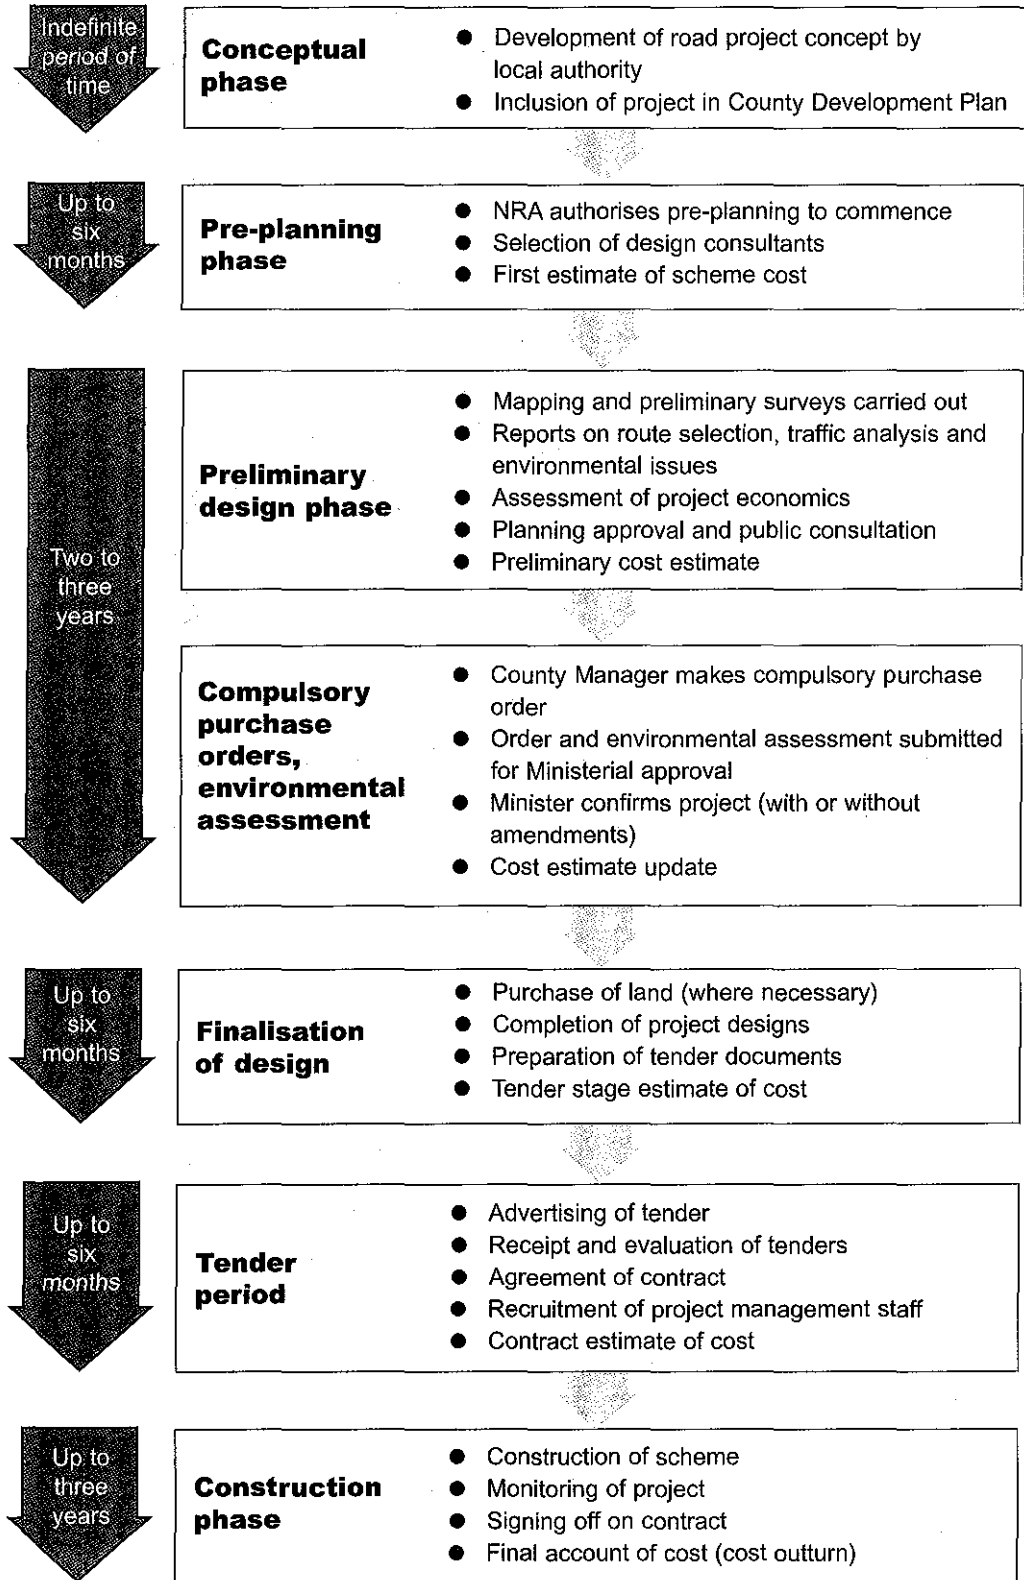 Indefinite
period of
time
Conceptual
phase
● Development of road project concept by
local authority
● Inclusion of project in County Development Plan
Up to
six
months
Pre-planning
phase
● NRA authorises pre-planning to commence
● Selection of design consultants
● First estimate of scheme cost
Two to
three
years
Preliminary
design phase
● Mapping and preliminary surveys carried out
● Reports on route selection, traffic analysis and
environmental issues
● Assessment of project economics
● Planning approval and public consultation
● Preliminary cost estimate
Compulsory
purchase
orders,
environmental
assessment
● County Manager makes compulsory purchase
order
● Order and environmental assessment submitted
for Ministerial approval
● Minister confirms project (with or without
amendments)
● Cost estimate update
Up to
six
months
Finalisation
of design
● Purchase of land (where necessary)
● Completion of project designs
● Preparation of tender documents
● Tender stage estimate of cost
Up to
six
months
Tender
period
● Advertising of tender
● Receipt and evaluation of tenders
● Agreement of contract
● Recruitment of project management staff
● Contract estimate of cost
Up to
three
years
Construction
phase
● Construction of scheme
● Monitoring of project
● Signing off on contract
● Final account of cost (cost outturn)